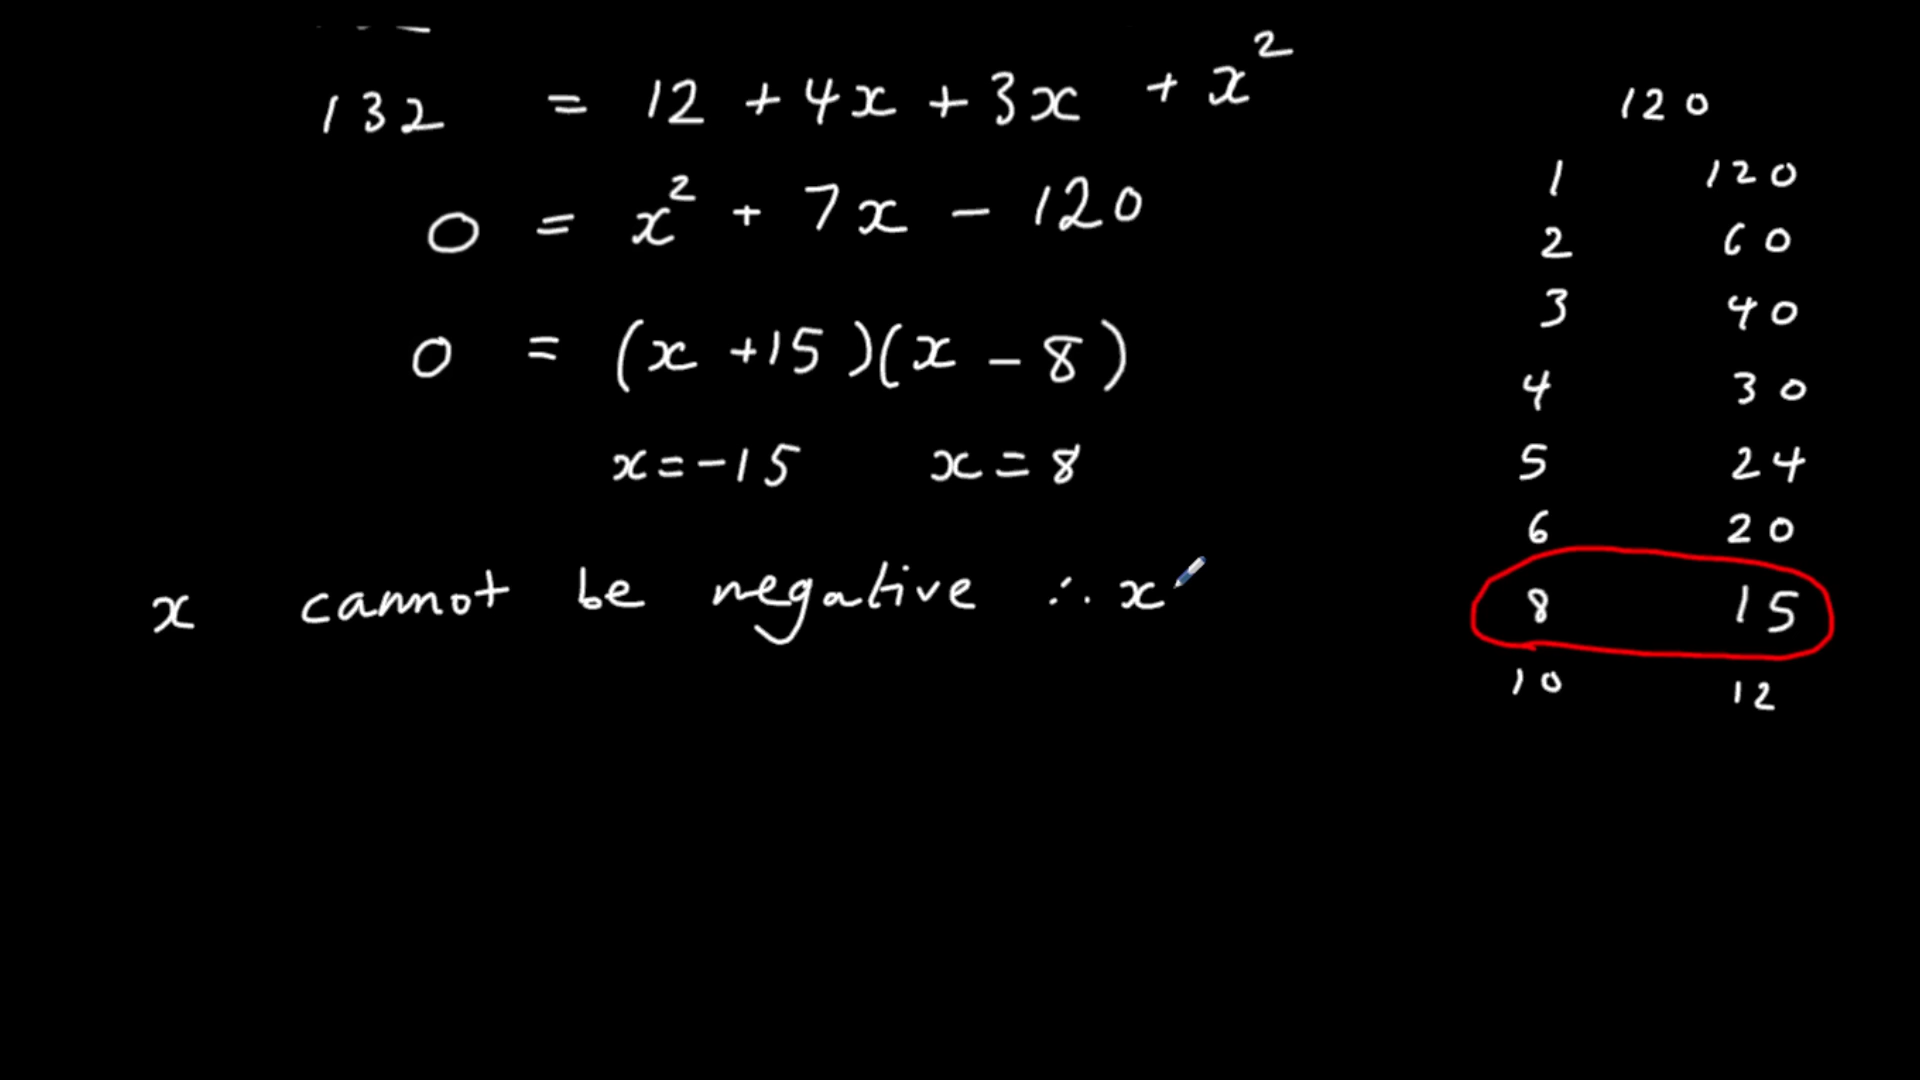 132 = 12 + 4x + 3x + x²
0 = x² + 7x - 120
0 = (x +15)(x - 8)
x=-15 x=8
x cannot be negative ∴ x
120
1 120
2 60
3 40
4 30
5 24
6 20
8 15
10 12